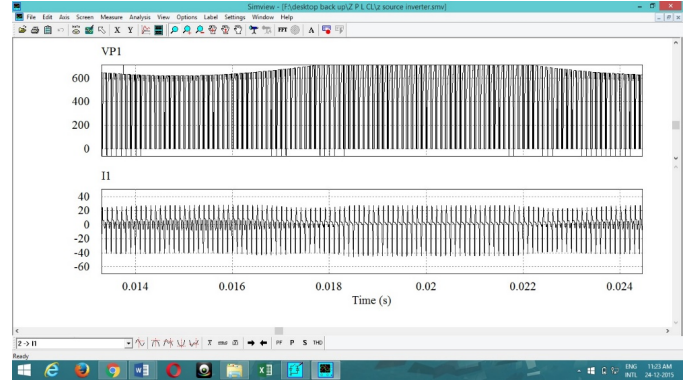 Simview - [F:\desktop back up\Z P L CL\z source inverter.smv]
File Edit Axis Screen Measure Analysis View Options Label Settings Window Help
X Y FFT A
VP1
600
400
200
0
I1
40
20
0
-20
-40
-60
0.014 0.016 0.018 0.02 0.022 0.024
Time (s)
2 -> I1
PF P S THD
Ready
ENG 11:23 AM
INTL 24-12-2015